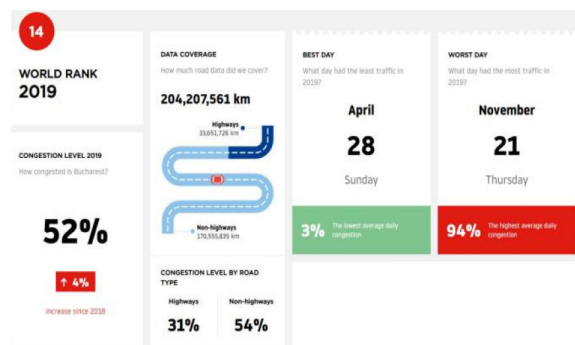 14
WORLD RANK
2019
CONGESTION LEVEL 2019
How congested is Bucharest?
52%
↑ 4%
increase since 2018
DATA COVERAGE
How much road data did we cover?
204,207,561 km
Highways
33,651,726 km
Non-highways
170,555,835 km
CONGESTION LEVEL BY ROAD
TYPE
Highways
31%
Non-highways
54%
BEST DAY
What day had the least traffic in
2019?
April
28
Sunday
3%
The lowest average daily
congestion
WORST DAY
What day had the most traffic in
2019?
November
21
Thursday
94%
The highest average daily
congestion